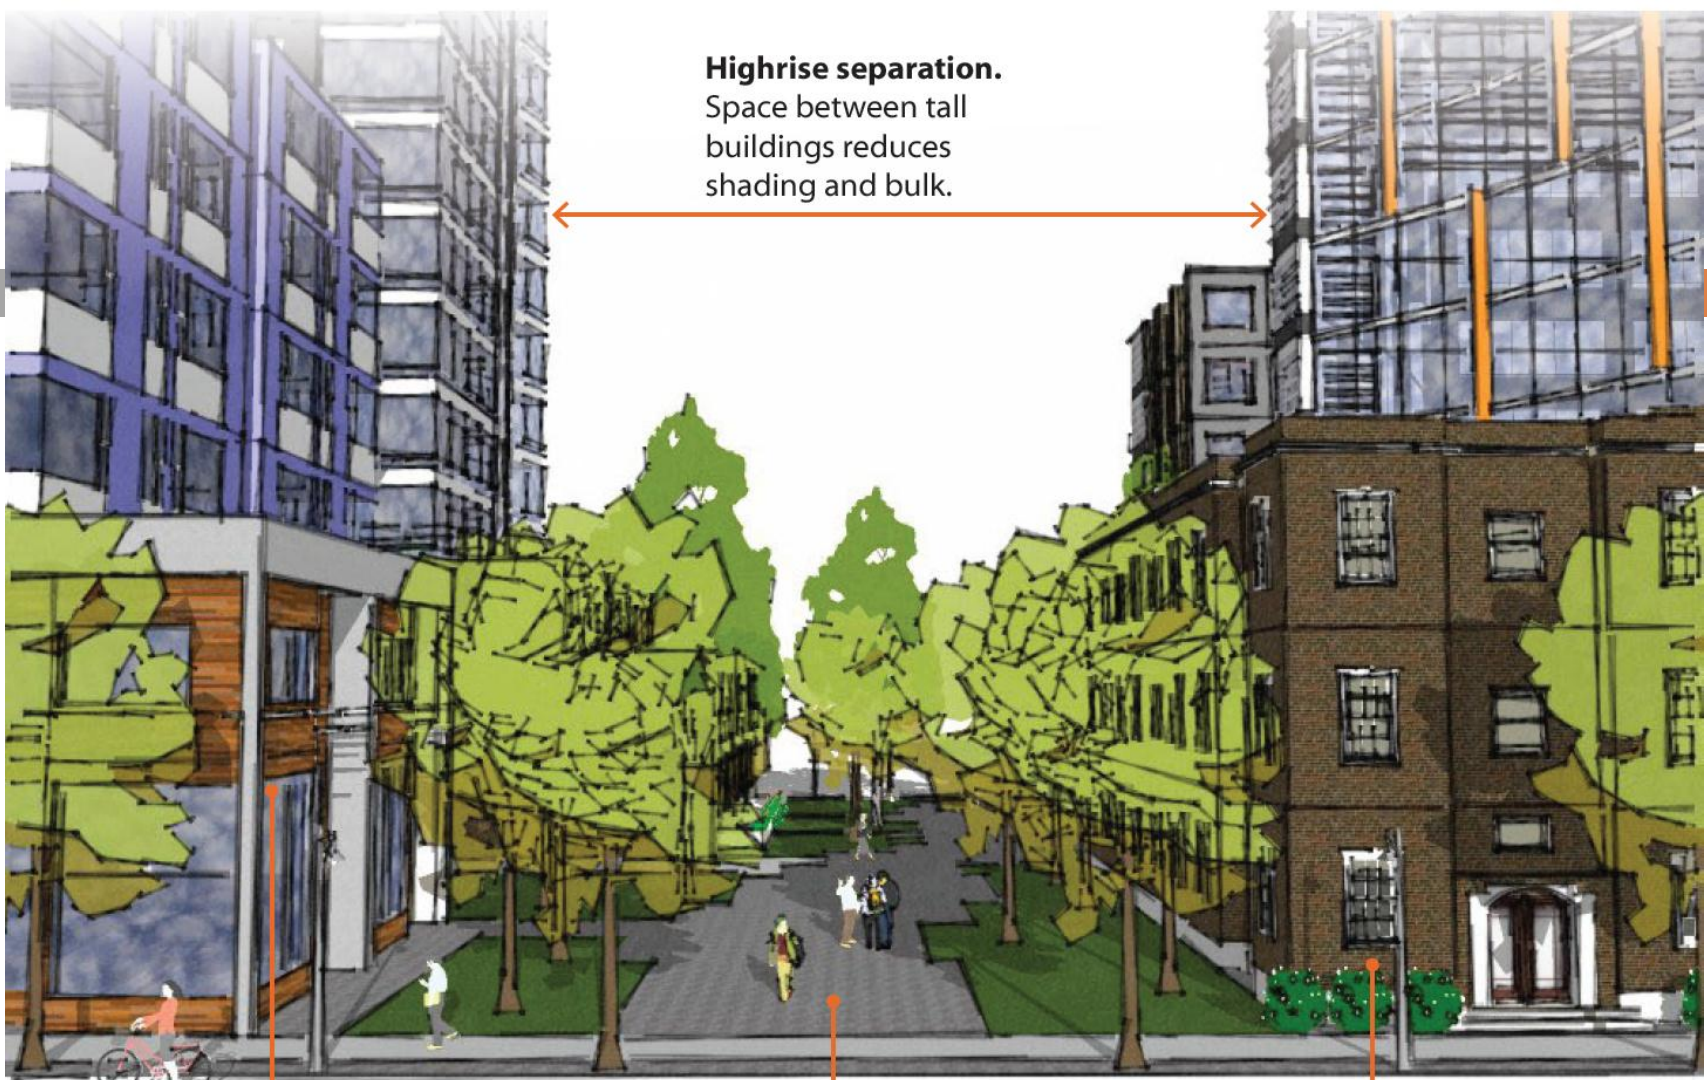 Highrise separation.
Space between tall
buildings reduces
shading and bulk.